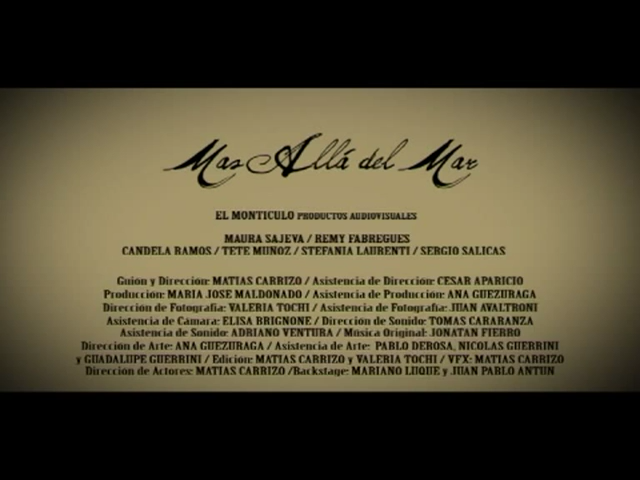 Mas Allá del Mar
EL MONTICULO PRODUCTOS AUDIOVISUALES
MAURA SAJEVA / REMY FABREGUES
CANDELA RAMOS / TETE MUÑOZ / STEFANIA LAURENTI / SERGIO SALICAS
Guión y Dirección: MATIAS CARRIZO / Asistencia de Dirección: CESAR APARICIO
Producción: MARIA JOSE MALDONADO / Asistencia de Producción: ANA GUEZURAGA
Dirección de Fotografía: VALERIA TOCHI / Asistencia de Fotografía: JUAN AVALTRONI
Asistencia de Cámara: ELISA BRIGNONE / Dirección de Sonido: TOMAS CARARANZA
Asistencia de Sonido: ADRIANO VENTURA / Música Original: JONATAN FIERRO
Dirección de Arte: ANA GUEZURAGA / Asistencia de Arte: PABLO DEROSA, NICOLAS GUERRINI
y GUADALUPE GUERRINI / Edición: MATIAS CARRIZO y VALERIA TOCHI / VFX: MATIAS CARRIZO
Dirección de Actores: MATIAS CARRIZO /Backstage: MARIANO LUQUE y JUAN PABLO ANTUN